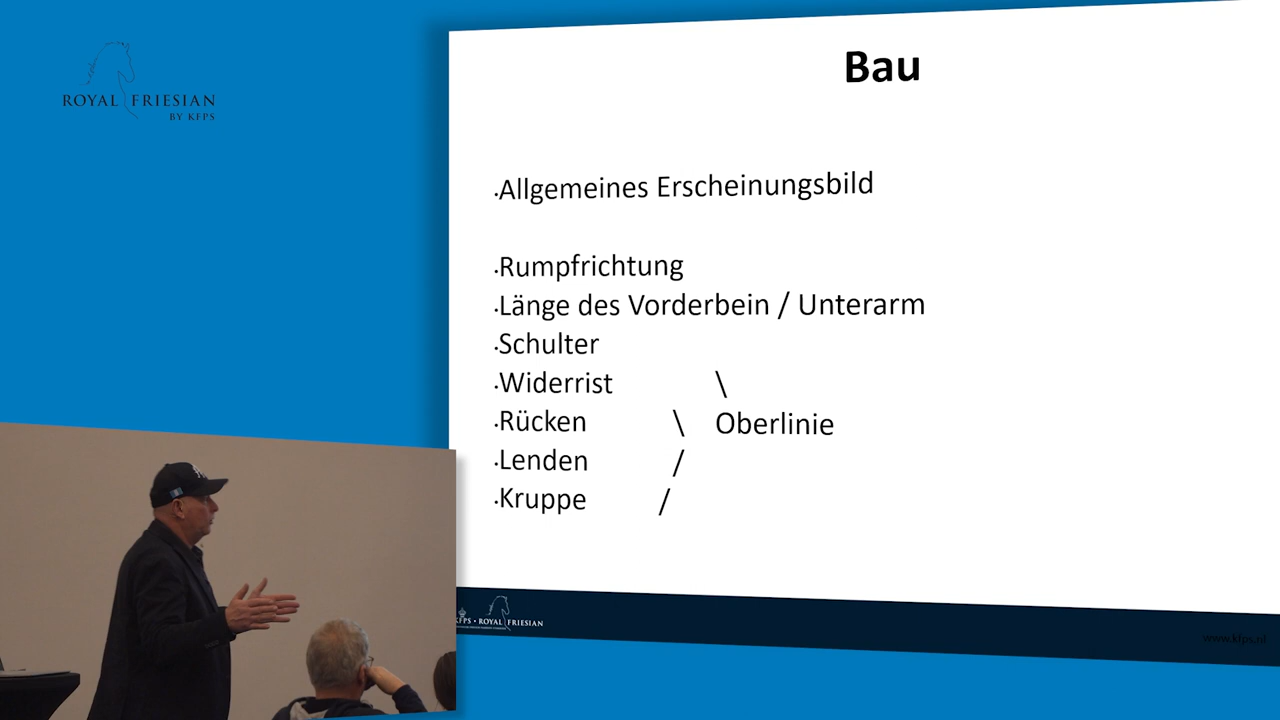 ROYAL FRIESIAN
BY KFPS
Bau
·Allgemeines Erscheinungsbild
·Rumpfrichtung
·Länge des Vorderbein / Unterarm
·Schulter
·Widerrist \
·Rücken \ Oberlinie
·Lenden /
·Kruppe /
KFPS • ROYAL FRIESIAN
www.kfps.nl